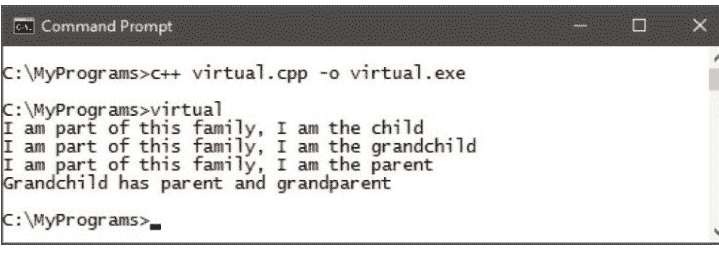 Command Prompt
C:\MyPrograms>c++ virtual.cpp -o virtual.exe
C:\MyPrograms>virtual
I am part of this family, I am the child
I am part of this family, I am the grandchild
I am part of this family, I am the parent
Grandchild has parent and grandparent
C:\MyPrograms>